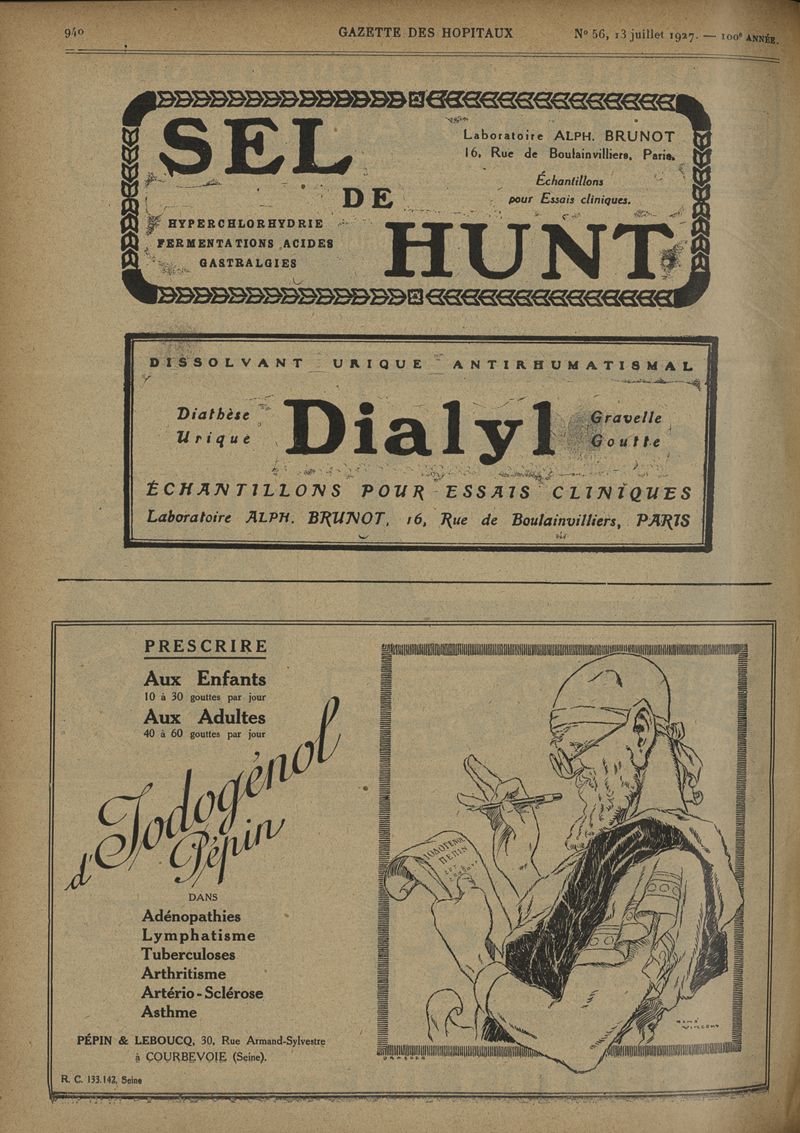 940
GAZETTE DES HOPITAUX
N° 56, 13 juillet 1927. — 100e ANNÉE.
SEL
DE
HUNT
Laboratoire ALPH. BRUNOT
16, Rue de Boulainvilliers, Paris.
Échantillons
pour Essais cliniques.
HYPERCHLORHYDRIE
FERMENTATIONS ACIDES
GASTRALGIES
DISSOLVANT URIQUE ANTIRHUMATISMAL
Diathèse
Urique
Dialyl
Gravelle
Goutte
ÉCHANTILLONS POUR ESSAIS CLINIQUES
Laboratoire ALPH. BRUNOT, 16, Rue de Boulainvilliers, PARIS
PRESCRIRE
Aux Enfants
10 à 30 gouttes par jour
Aux Adultes
40 à 60 gouttes par jour
d'Iodogénol
Pépin
DANS
Adénopathies
Lymphatisme
Tuberculoses
Arthritisme
Artério-Sclérose
Asthme
PÉPIN & LEBOUCQ, 30, Rue Armand-Sylvestre
à COURBEVOIE (Seine).
R. C. 133.142, Seine
PEPIN
RENÉ
VINCENT
DRAEGER